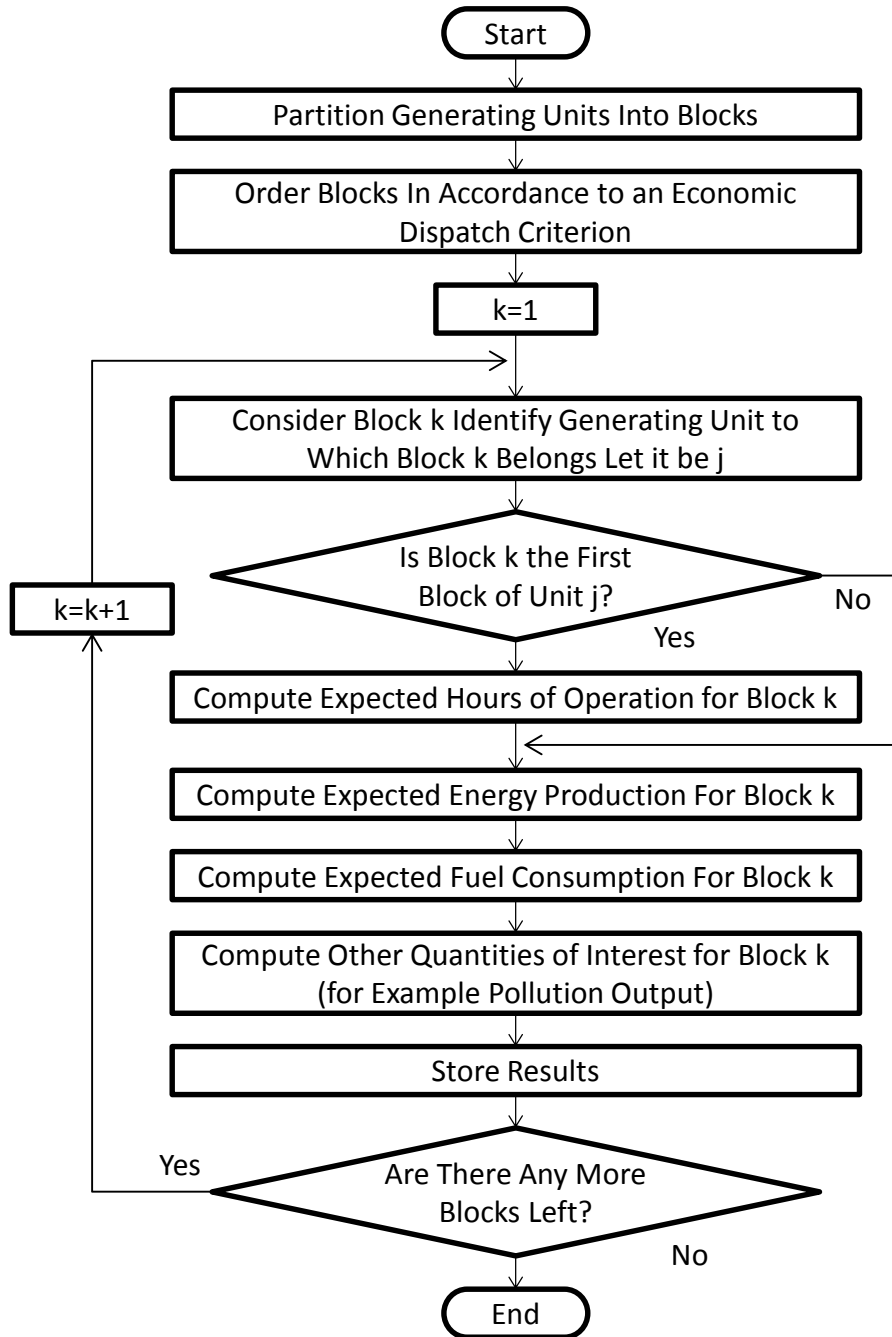 Start
Partition Generating Units Into Blocks
Order Blocks In Accordance to an Economic
Dispatch Criterion
k=1
Consider Block k Identify Generating Unit to
Which Block k Belongs Let it be j
Is Block k the First
Block of Unit j?
No
Yes
k=k+1
Compute Expected Hours of Operation for Block k
Compute Expected Energy Production For Block k
Compute Expected Fuel Consumption For Block k
Compute Other Quantities of Interest for Block k
(for Example Pollution Output)
Store Results
Yes
Are There Any More
Blocks Left?
No
End